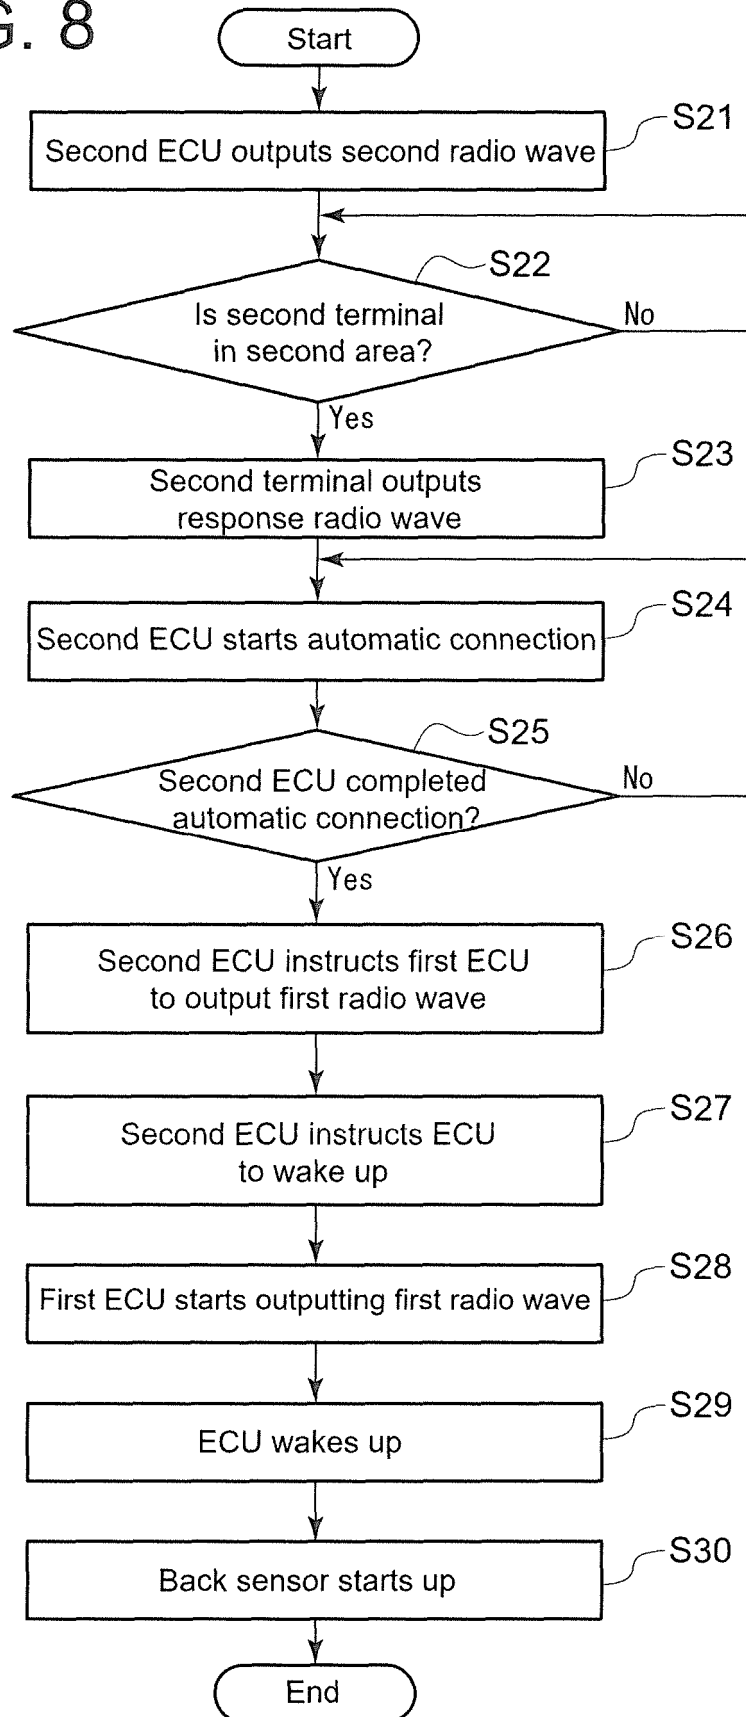 G. 8
Start
S21
Second ECU outputs second radio wave
S22
Is second terminal
in second area?
No
Yes
S23
Second terminal outputs
response radio wave
S24
Second ECU starts automatic connection
S25
Second ECU completed
automatic connection?
No
Yes
S26
Second ECU instructs first ECU
to output first radio wave
S27
Second ECU instructs ECU
to wake up
S28
First ECU starts outputting first radio wave
S29
ECU wakes up
S30
Back sensor starts up
End